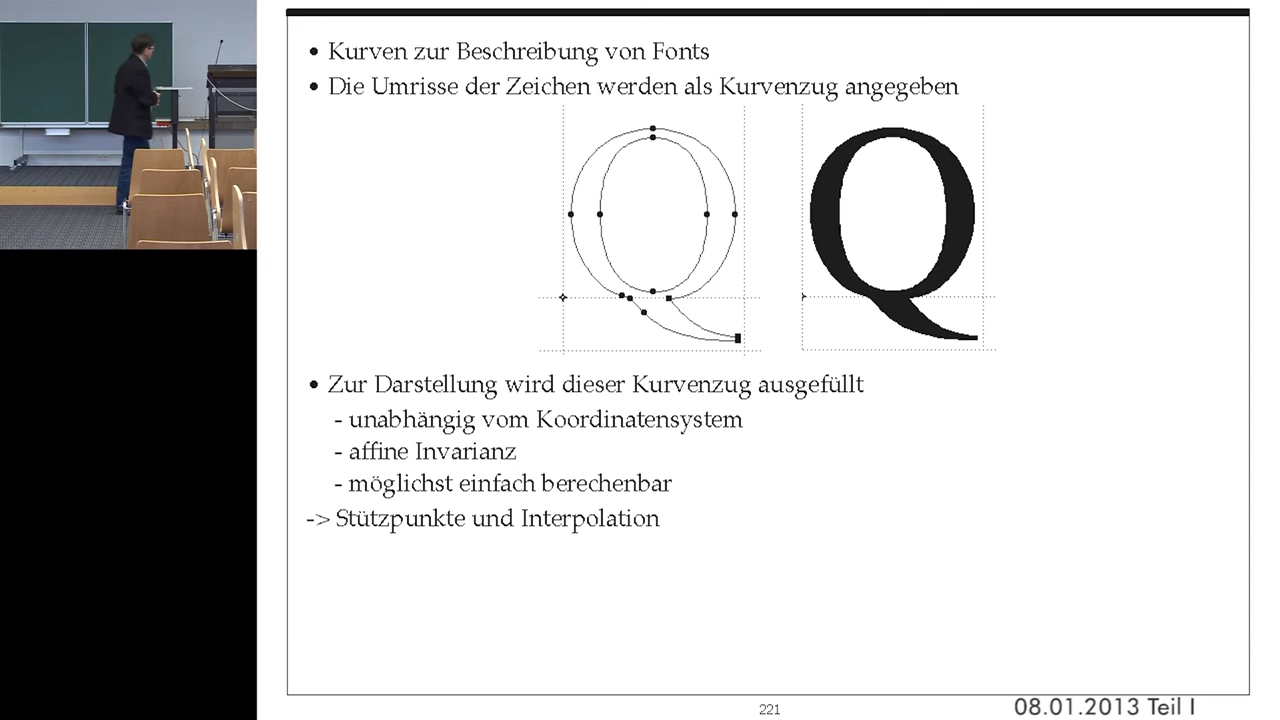 • Kurven zur Beschreibung von Fonts
• Die Umrisse der Zeichen werden als Kurvenzug angegeben
Q
• Zur Darstellung wird dieser Kurvenzug ausgefüllt
- unabhängig vom Koordinatensystem
- affine Invarianz
- möglichst einfach berechenbar
-> Stützpunkte und Interpolation
221
08.01.2013 Teil I